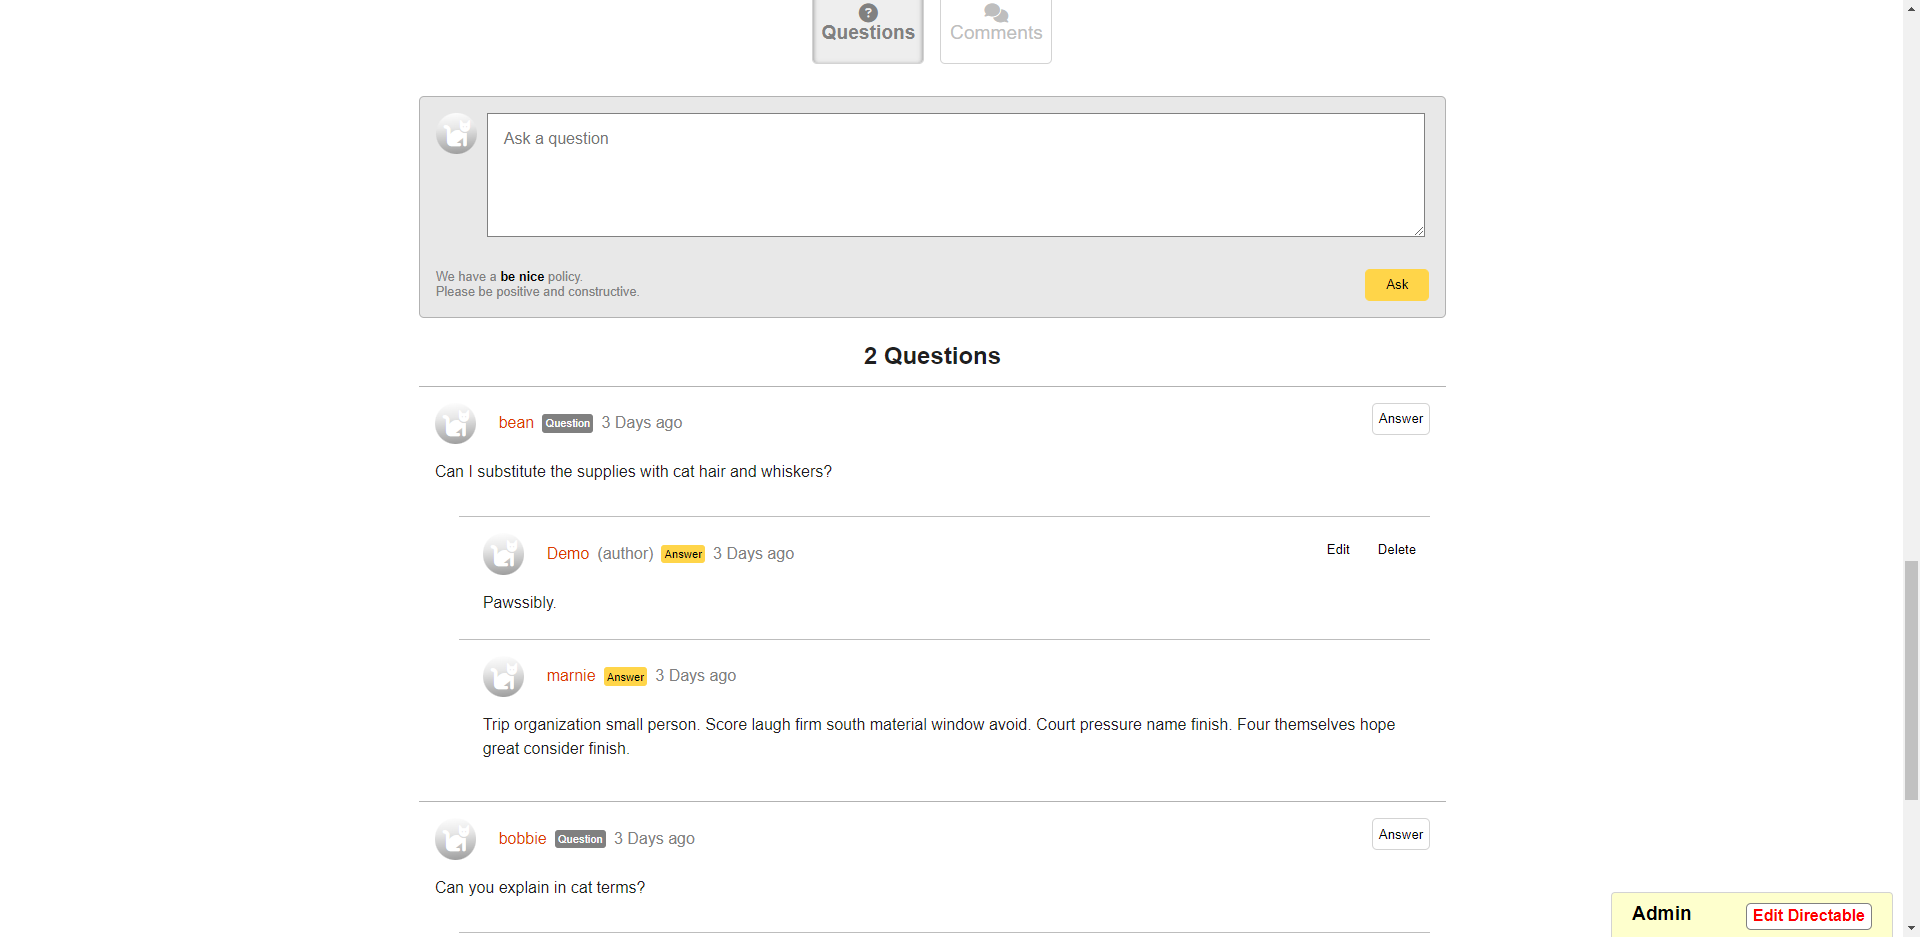 Questions
Comments
Ask a question
We have a be nice policy.
Please be positive and constructive.
Ask
2 Questions
bean Question 3 Days ago
Answer
Can I substitute the supplies with cat hair and whiskers?
Demo (author) Answer 3 Days ago
Edit Delete
Pawssibly.
marnie Answer 3 Days ago
Trip organization small person. Score laugh firm south material window avoid. Court pressure name finish. Four themselves hope
great consider finish.
bobbie Question 3 Days ago
Answer
Can you explain in cat terms?
Admin Edit Directable